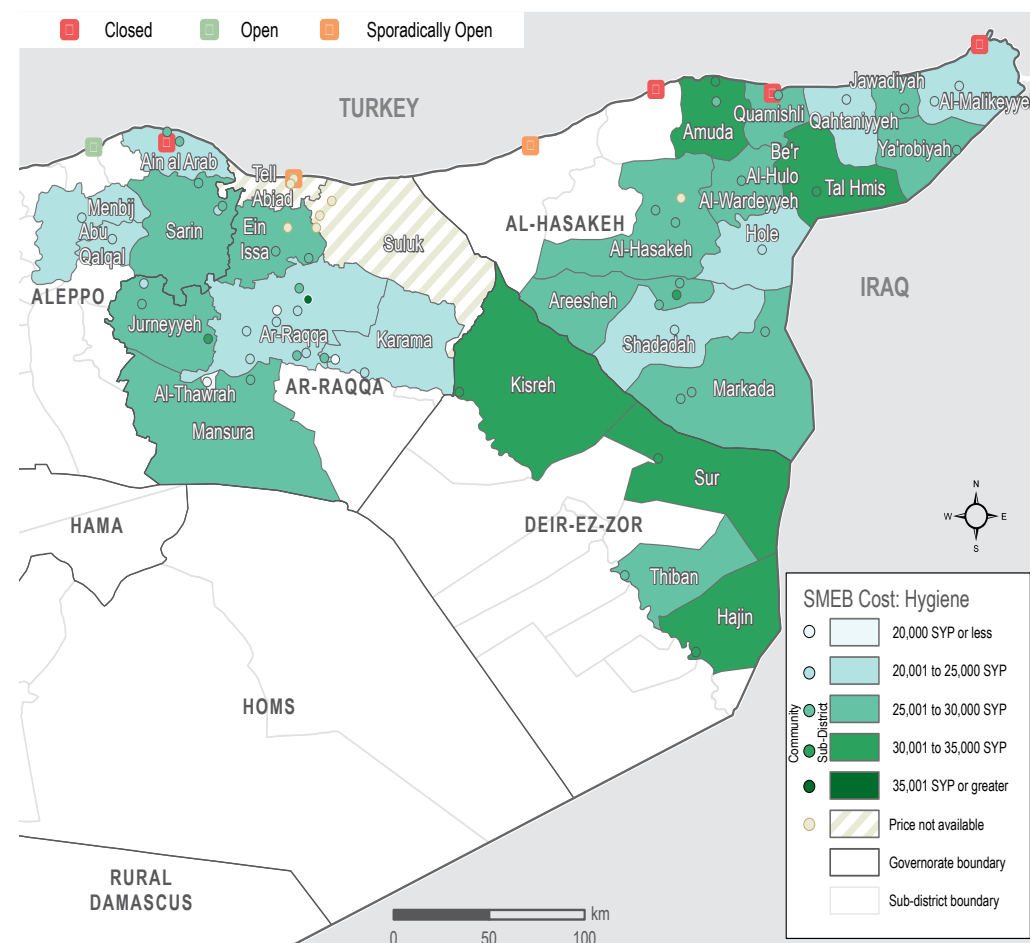 Closed
Open
Sporadically Open
TURKEY
Jawadiyah
Al-Malikeyye
Quamishli
Qahtaniyyeh
Amuda
Ain al Arab
Be'r
Al-Hulo
Al-Wardeyyeh
Ya'robiyah
Tell
Abiad
Tal Hmis
Menbij
Abu
Qalqal
Sarin
Ein
Issa
Suluk
AL-HASAKEH
Al-Hasakeh
Hole
IRAQ
ALEPPO
Jurneyyeh
Ar-Raqqa
Karama
Areesheh
Shadadah
AR-RAQQA
Kisreh
Markada
Al-Thawrah
Mansura
Sur
HAMA
DEIR-EZ-ZOR
N
W
E
S
Thiban
Hajin
HOMS
RURAL
DAMASCUS
SMEB Cost: Hygiene
20,000 SYP or less
20,001 to 25,000 SYP
25,001 to 30,000 SYP
30,001 to 35,000 SYP
35,001 SYP or greater
Price not available
Governorate boundary
Sub-district boundary
Community
Sub-District
km
0
50
100